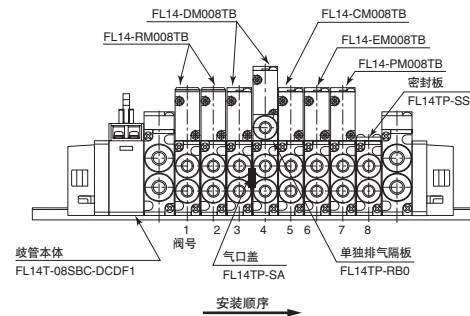 FL14-DM008TB
FL14-CM008TB
FL14-RM008TB
FL14-EM008TB
FL14-PM008TB
密封板
FL14TP-SS
1 2 3 4 5 6 7 8
阀号
歧管本体
FL14T-08SBC-DCDF1
气口盖
FL14TP-SA
单独排气隔板
FL14TP-RB0
安装顺序